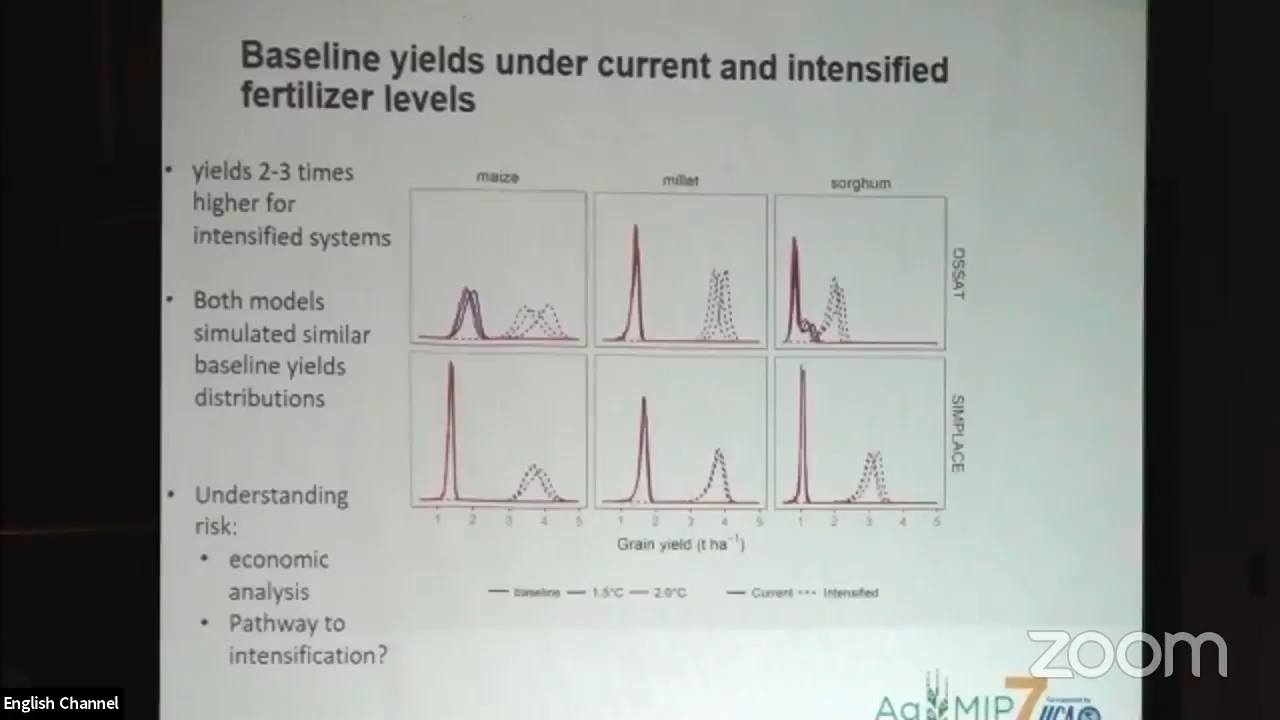 Baseline yields under current and intensified
fertilizer levels
• yields 2-3 times
higher for
intensified systems
• Both models
simulated similar
baseline yields
distributions
• Understanding
risk:
• economic
analysis
• Pathway to
intensification?
maize
millet
sorghum
DSSAT
SIMPLACE
1 2 3 4 5
1 2 3 4 5
1 2 3 4 5
Grain yield (t ha⁻¹)
baseline 1.5°C 2.0°C Current Intensified
zoom
AgMIP7
IICA
English Channel